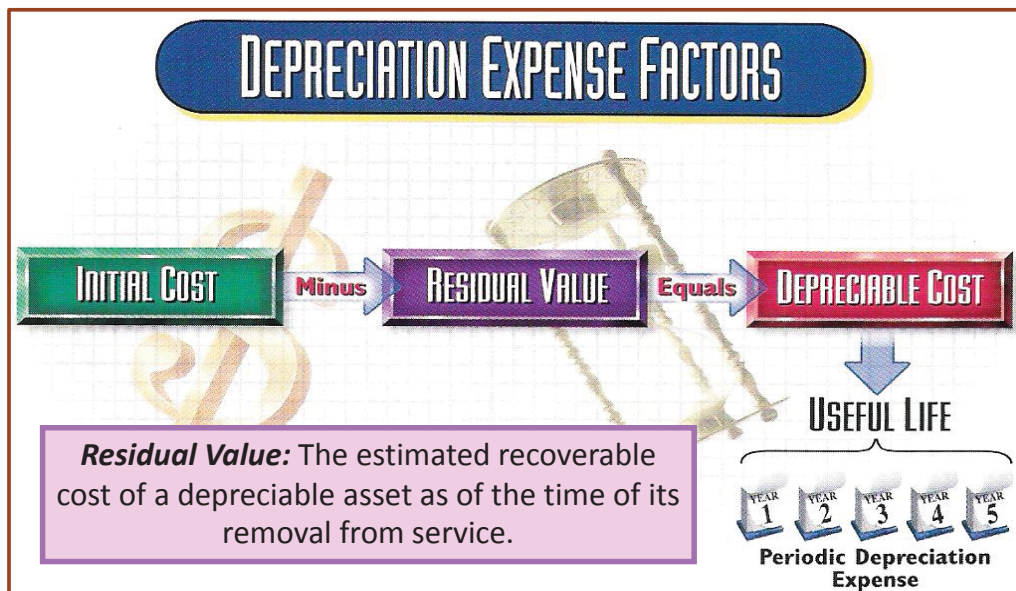 DEPRECIATION EXPENSE FACTORS
INITIAL COST Minus RESIDUAL VALUE Equals DEPRECIABLE COST
USEFUL LIFE
Residual Value: The estimated recoverable
cost of a depreciable asset as of the time of its
removal from service.
YEAR 1 YEAR 2 YEAR 3 YEAR 4 YEAR 5
Periodic Depreciation
Expense